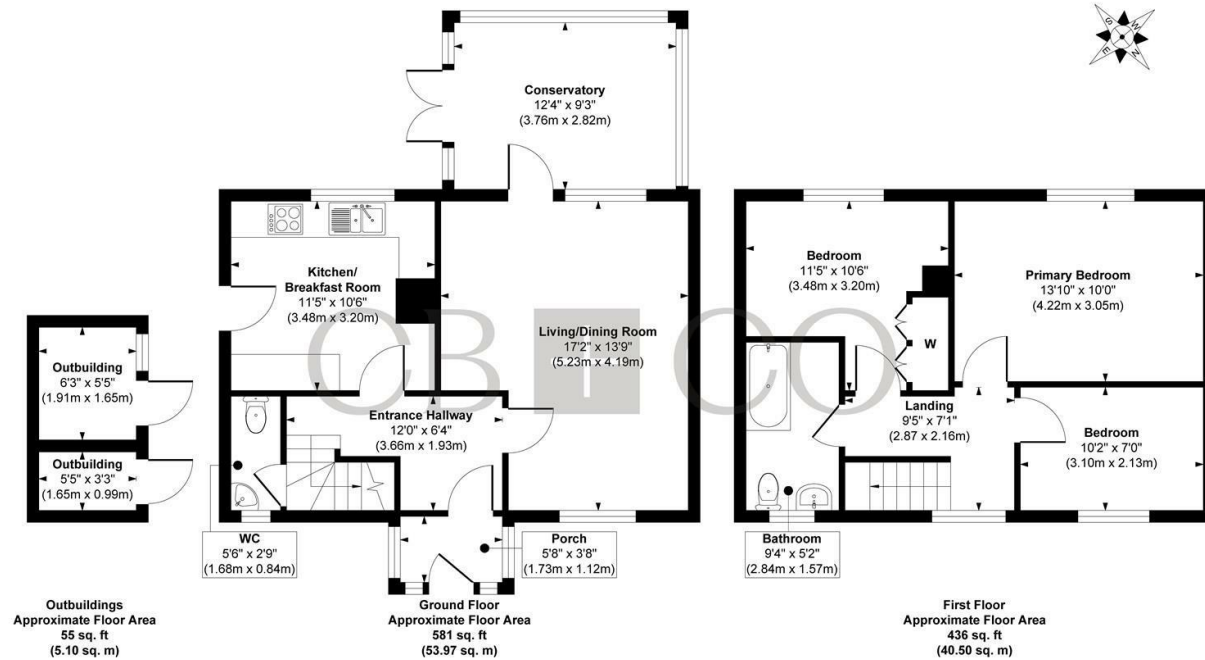 S
W
E
N
Conservatory
12'4" x 9'3"
(3.76m x 2.82m)
Kitchen/
Breakfast Room
11'5" x 10'6"
(3.48m x 3.20m)
Living/Dining Room
17'2" x 13'9"
(5.23m x 4.19m)
Entrance Hallway
12'0" x 6'4"
(3.66m x 1.93m)
Outbuilding
6'3" x 5'5"
(1.91m x 1.65m)
Outbuilding
5'5" x 3'3"
(1.65m x 0.99m)
WC
5'6" x 2'9"
(1.68m x 0.84m)
Porch
5'8" x 3'8"
(1.73m x 1.12m)
Bedroom
11'5" x 10'6"
(3.48m x 3.20m)
W
Primary Bedroom
13'10" x 10'0"
(4.22m x 3.05m)
Landing
9'5" x 7'1"
(2.87 x 2.16m)
Bedroom
10'2" x 7'0"
(3.10m x 2.13m)
Bathroom
9'4" x 5'2"
(2.84m x 1.57m)
CB + CO
Outbuildings
Approximate Floor Area
55 sq. ft
(5.10 sq. m)
Ground Floor
Approximate Floor Area
581 sq. ft
(53.97 sq. m)
First Floor
Approximate Floor Area
436 sq. ft
(40.50 sq. m)